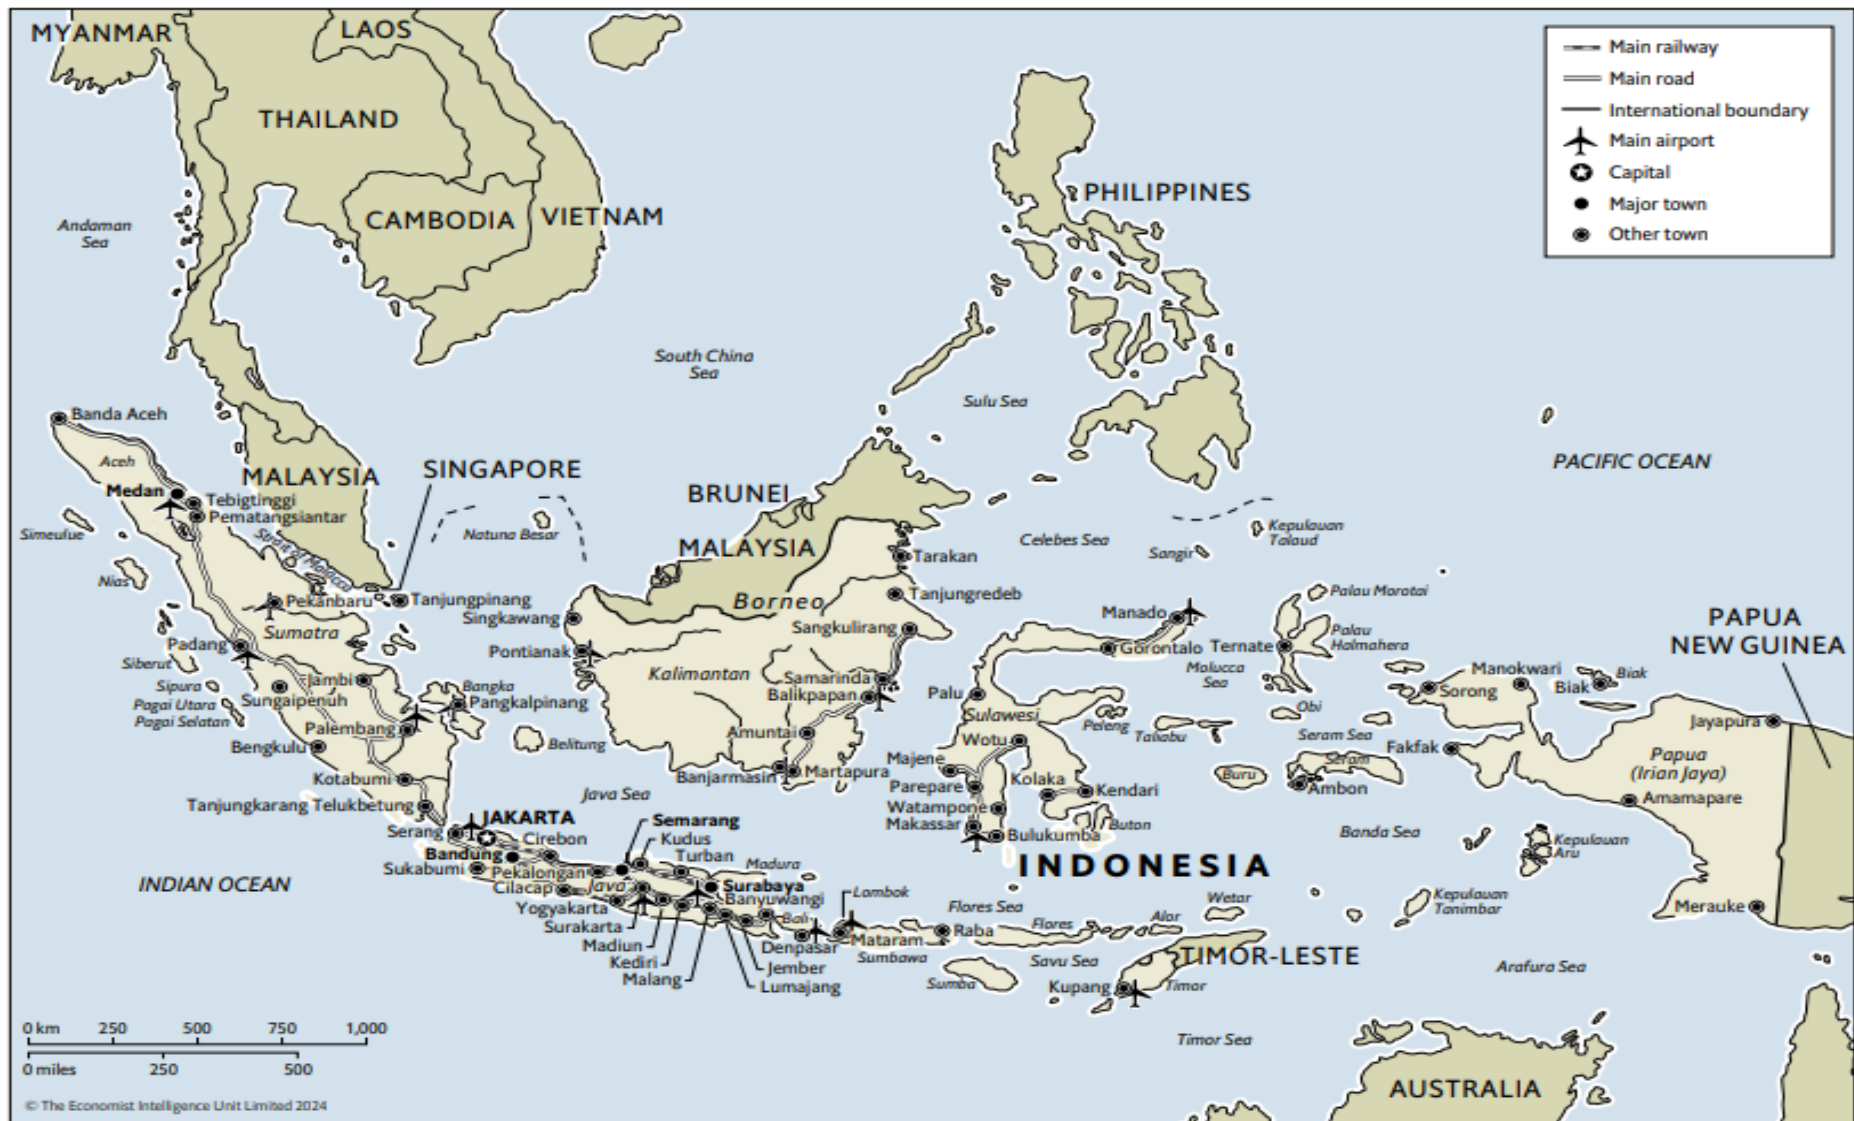 MYANMAR
LAOS
THAILAND
CAMBODIA
VIETNAM
PHILIPPINES
Main railway
Main road
International boundary
Main airport
Capital
Major town
Other town
Andaman
Sea
South China
Sea
Sulu Sea
PACIFIC OCEAN
Banda Aceh
Aceh
Medan
Tebigtinggi
Pematangsiantar
MALAYSIA
SINGAPORE
BRUNEI
MALAYSIA
Simeulue
Strait of Malacca
Natuna Besar
Celebes Sea
Sangir
Kepulauan
Talaud
Tarakan
Nias
Pekanbaru
Tanjungpinang
Singkawang
Borneo
Tanjungredeb
Sangkulirang
Manado
Palau Morotai
Sumatra
Padang
Siberut
Pontianak
Kalimantan
Samarinda
Balikpapan
Gorontalo
Ternate
Palau
Halmahera
Molucca
Sea
PAPUA
NEW GUINEA
Sipura
Pagai Utara
Pagai Selatan
Sungaipenuh
Jambi
Bangka
Pangkalpinang
Palembang
Bengkulu
Belitung
Amuntai
Palu
Sulawesi
Peleng
Taliabu
Obi
Manokwari
Sorong
Biak
Biak
Jayapura
Seram Sea
Fakfak
Papua
(Irian Jaya)
Wotu
Majene
Kolaka
Parepare
Kendari
Watampone
Makassar
Bulukumba
Buton
Buru
Seram
Ambon
Amamapare
Kotabumi
Tanjungkarang Telukbetung
Banjarmasin
Martapura
Java Sea
Serang
JAKARTA
Cirebon
Semarang
Kudus
Turban
Madura
Bandung
Sukabumi
Pekalongan
Cilacap
Java
Surabaya
Banyuwangi
Yogyakarta
Surakarta
Madiun
Kediri
Malang
Jember
Lumajang
Bali
Denpasar
Lombok
Mataram
Sumbawa
Raba
INDONESIA
Flores Sea
Flores
Alor
Wetar
Banda Sea
Kepulauan
Aru
Kepulauan
Tanimbar
Merauke
INDIAN OCEAN
Sumba
Savu Sea
TIMOR-LESTE
Kupang
Timor
Arafura Sea
Timor Sea
AUSTRALIA
0 km 250 500 750 1,000
0 miles 250 500
© The Economist Intelligence Unit Limited 2024